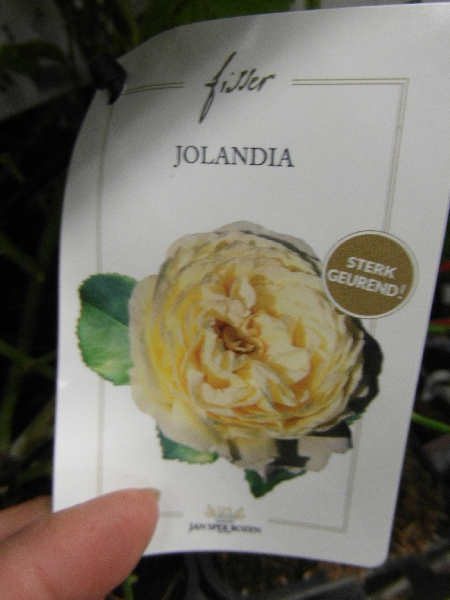 fisser
JOLANDIA
STERK
GEUREND!
JAN SPEK ROZEN